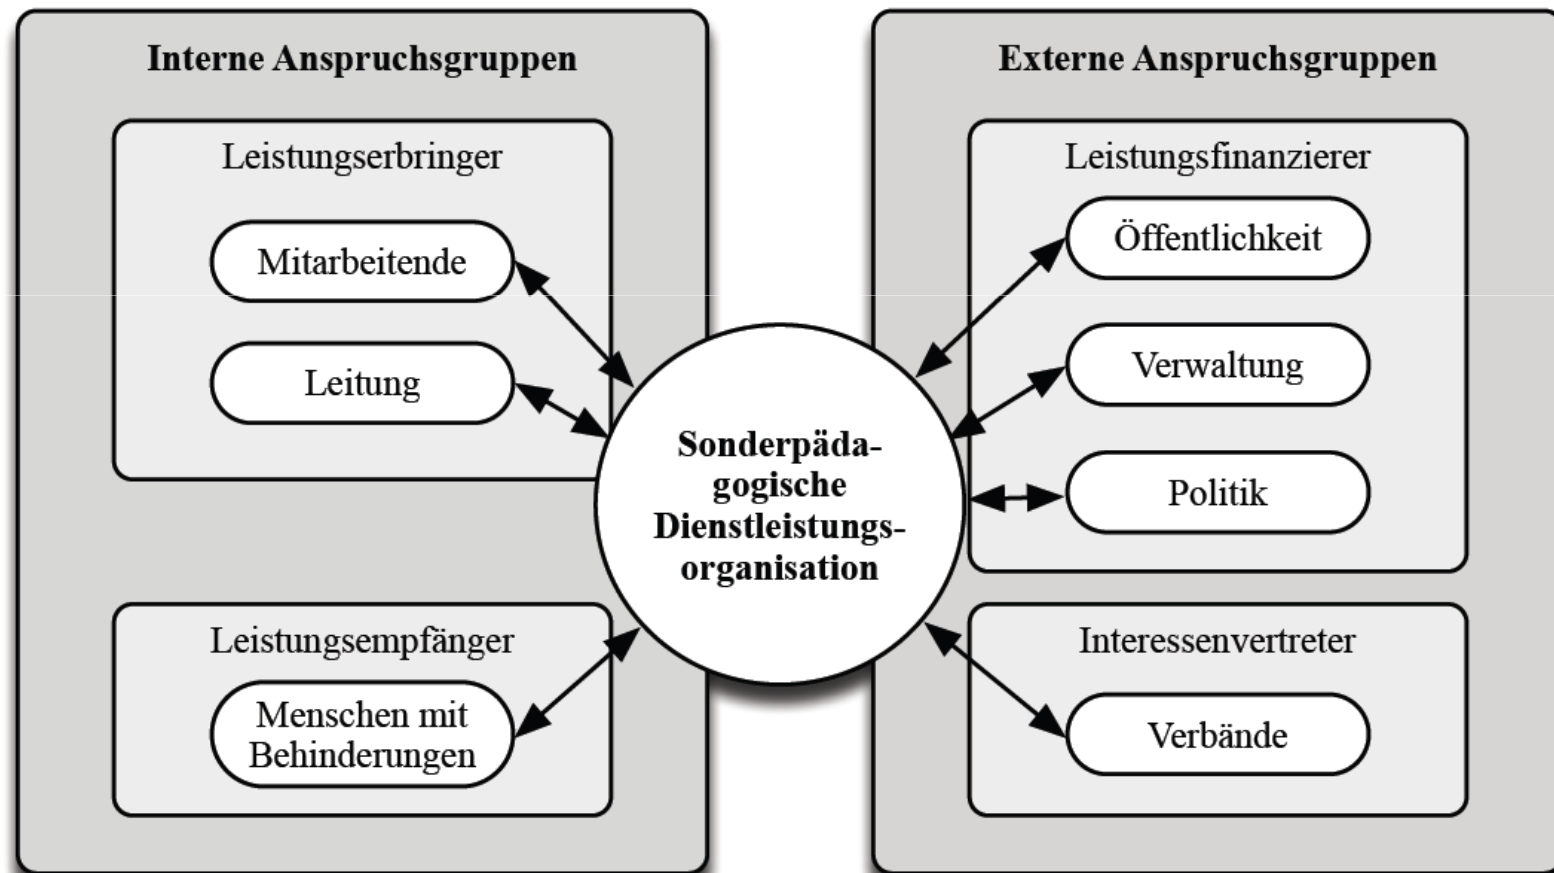 Interne Anspruchsgruppen
Leistungserbringer
Mitarbeitende
Leitung
Leistungsempfänger
Menschen mit
Behinderungen
Sonderpäda-
gogische
Dienstleistungs-
organisation
Externe Anspruchsgruppen
Leistungsfinanzierer
Öffentlichkeit
Verwaltung
Politik
Interessenvertreter
Verbände